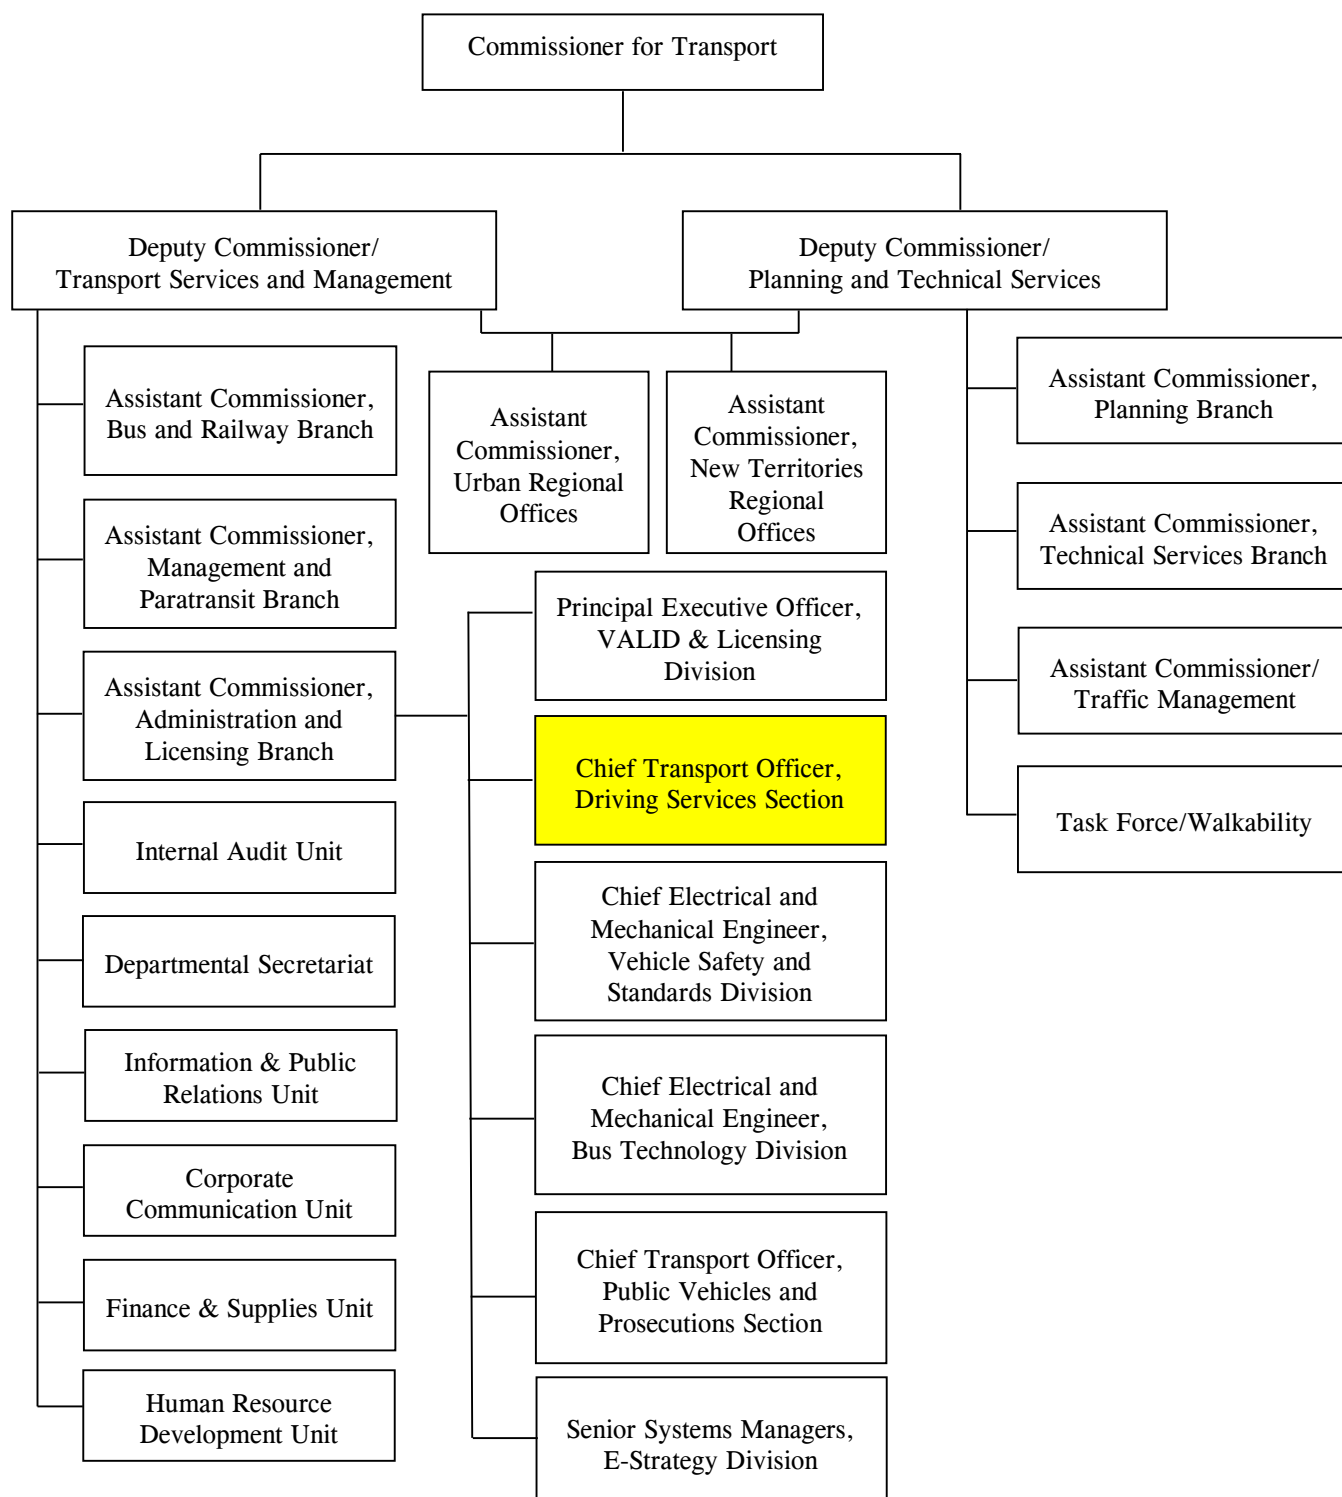 Commissioner for Transport
Deputy Commissioner/
Transport Services and Management
Deputy Commissioner/
Planning and Technical Services
Assistant Commissioner,
Bus and Railway Branch
Assistant Commissioner,
Management and
Paratransit Branch
Assistant Commissioner,
Administration and
Licensing Branch
Internal Audit Unit
Departmental Secretariat
Information & Public
Relations Unit
Corporate
Communication Unit
Finance & Supplies Unit
Human Resource
Development Unit
Assistant
Commissioner,
Urban Regional
Offices
Assistant
Commissioner,
New Territories
Regional
Offices
Principal Executive Officer,
VALID & Licensing
Division
Chief Transport Officer,
Driving Services Section
Chief Electrical and
Mechanical Engineer,
Vehicle Safety and
Standards Division
Chief Electrical and
Mechanical Engineer,
Bus Technology Division
Chief Transport Officer,
Public Vehicles and
Prosecutions Section
Senior Systems Managers,
E-Strategy Division
Assistant Commissioner,
Planning Branch
Assistant Commissioner,
Technical Services Branch
Assistant Commissioner/
Traffic Management
Task Force/Walkability